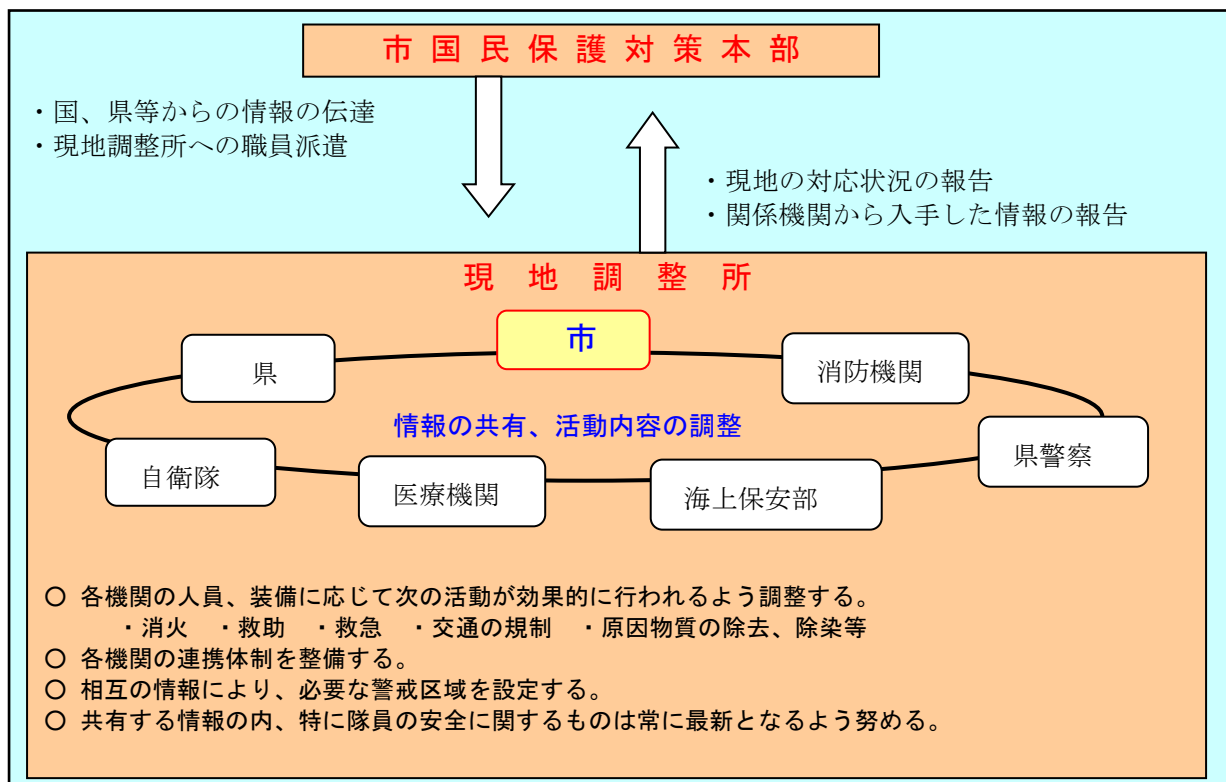 市国民保護対策本部
・国、県等からの情報の伝達
・現地調整所への職員派遣
・現地の対応状況の報告
・関係機関から入手した情報の報告
現地調整所
市
県
消防機関
情報の共有、活動内容の調整
県警察
自衛隊
医療機関
海上保安部
○ 各機関の人員、装備に応じて次の活動が効果的に行われるよう調整する。
・消火 ・救助 ・救急 ・交通の規制 ・原因物質の除去、除染等
○ 各機関の連携体制を整備する。
○ 相互の情報により、必要な警戒区域を設定する。
○ 共有する情報の内、特に隊員の安全に関するものは常に最新となるよう努める。